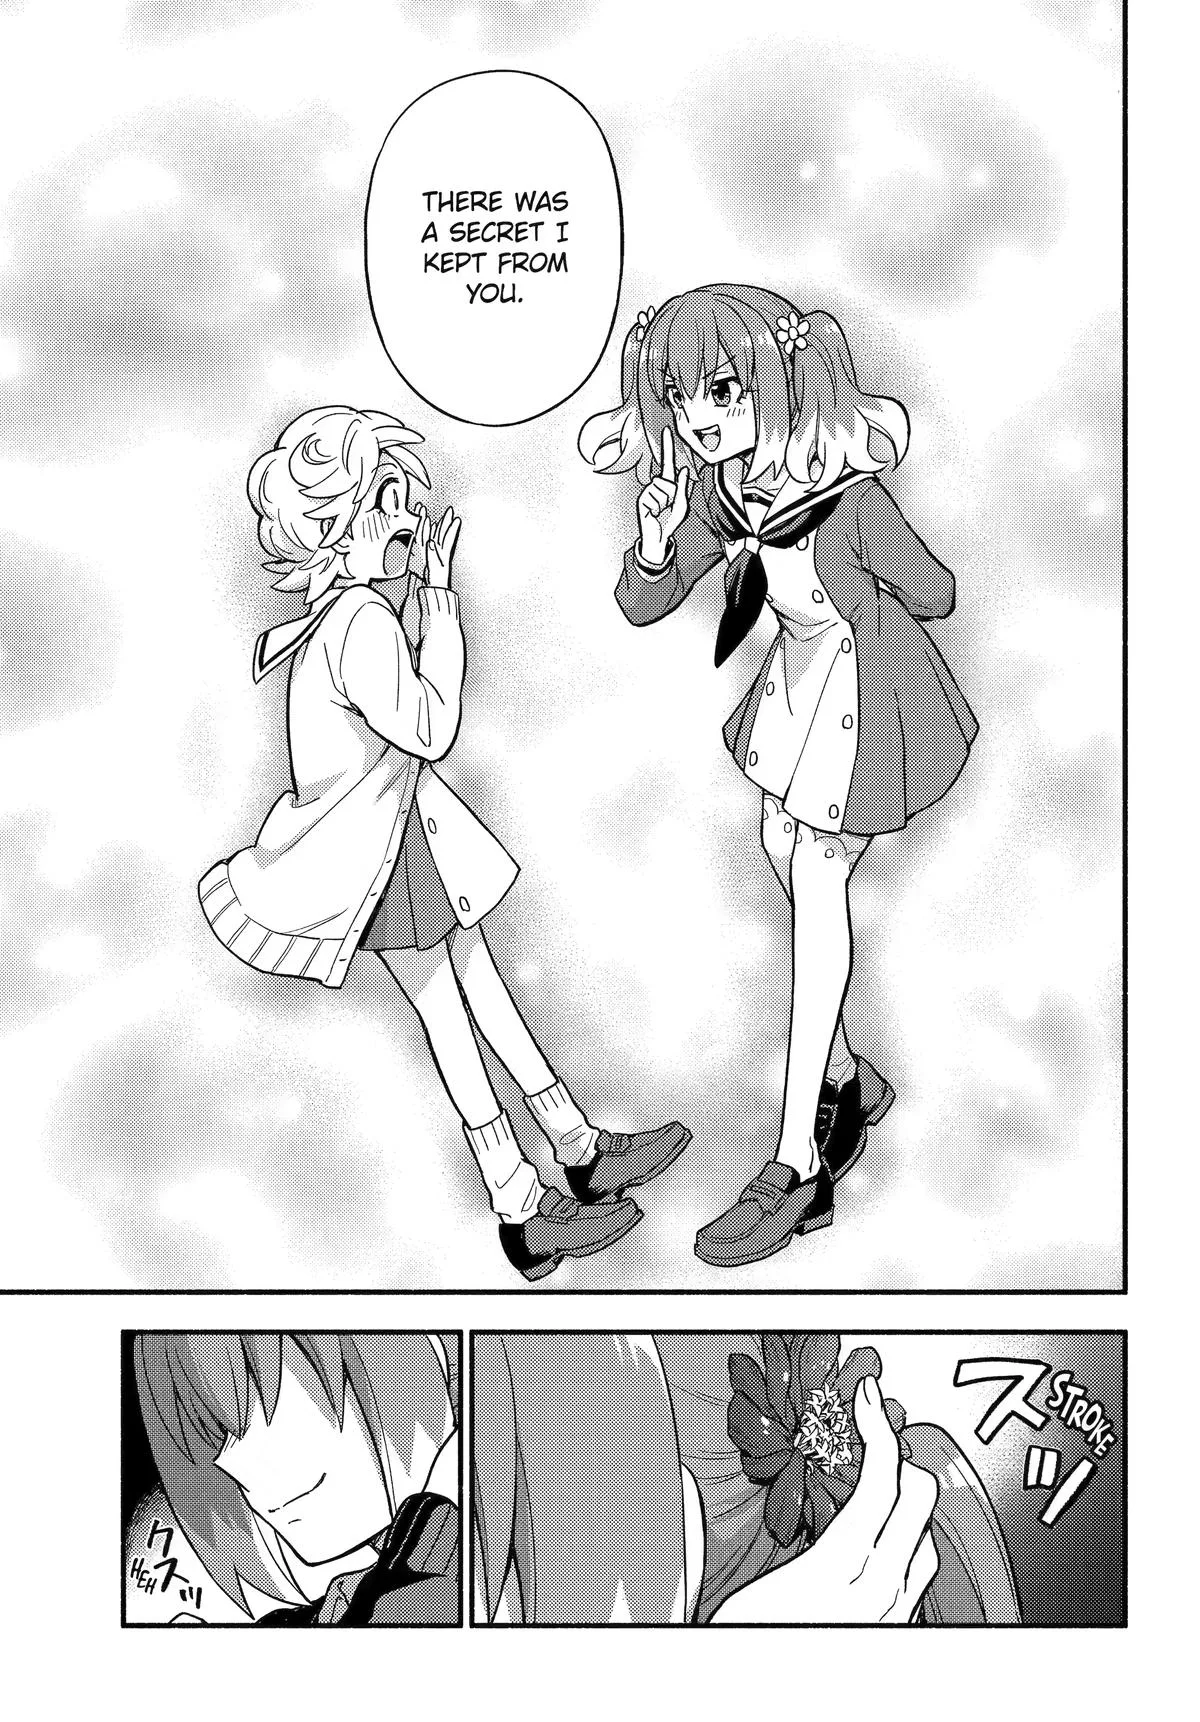 THERE WAS
A SECRET I
KEPT FROM
YOU.
スッ
STROKE
クスッ
HEH